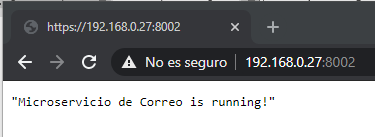 https://192.168.0.27:8002
No es seguro 192.168.0.27:8002
"Microservicio de Correo is running!"